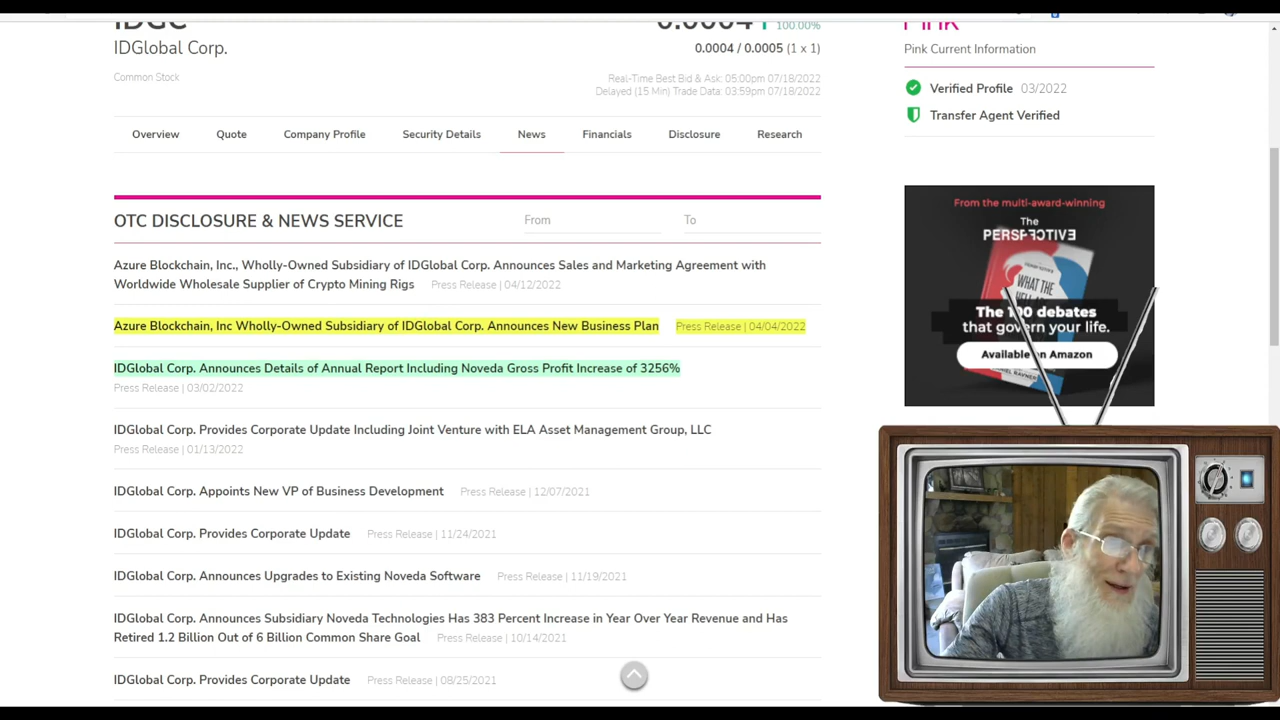 IDGC
0.0004 100.00%
IDGlobal Corp.
0.0004 / 0.0005 (1 x 1)
Common Stock
Real-Time Best Bid & Ask: 05:00pm 07/18/2022
Delayed (15 Min) Trade Data: 03:59pm 07/18/2022
Overview Quote Company Profile Security Details News Financials Disclosure Research
OTC DISCLOSURE & NEWS SERVICE From To
Azure Blockchain, Inc., Wholly-Owned Subsidiary of IDGlobal Corp. Announces Sales and Marketing Agreement with
Worldwide Wholesale Supplier of Crypto Mining Rigs Press Release | 04/12/2022
Azure Blockchain, Inc Wholly-Owned Subsidiary of IDGlobal Corp. Announces New Business Plan Press Release | 04/04/2022
IDGlobal Corp. Announces Details of Annual Report Including Noveda Gross Profit Increase of 3256%
Press Release | 03/02/2022
IDGlobal Corp. Provides Corporate Update Including Joint Venture with ELA Asset Management Group, LLC
Press Release | 01/13/2022
IDGlobal Corp. Appoints New VP of Business Development Press Release | 12/07/2021
IDGlobal Corp. Provides Corporate Update Press Release | 11/24/2021
IDGlobal Corp. Announces Upgrades to Existing Noveda Software Press Release | 11/19/2021
IDGlobal Corp. Announces Subsidiary Noveda Technologies Has 383 Percent Increase in Year Over Year Revenue and Has
Retired 1.2 Billion Out of 6 Billion Common Share Goal Press Release | 10/14/2021
IDGlobal Corp. Provides Corporate Update Press Release | 08/25/2021
Pink
Pink Current Information
Verified Profile 03/2022
Transfer Agent Verified
From the multi-award-winning
The
PERSPECTIVE
WHAT THE
The 100 debates
that govern your life.
Available on Amazon